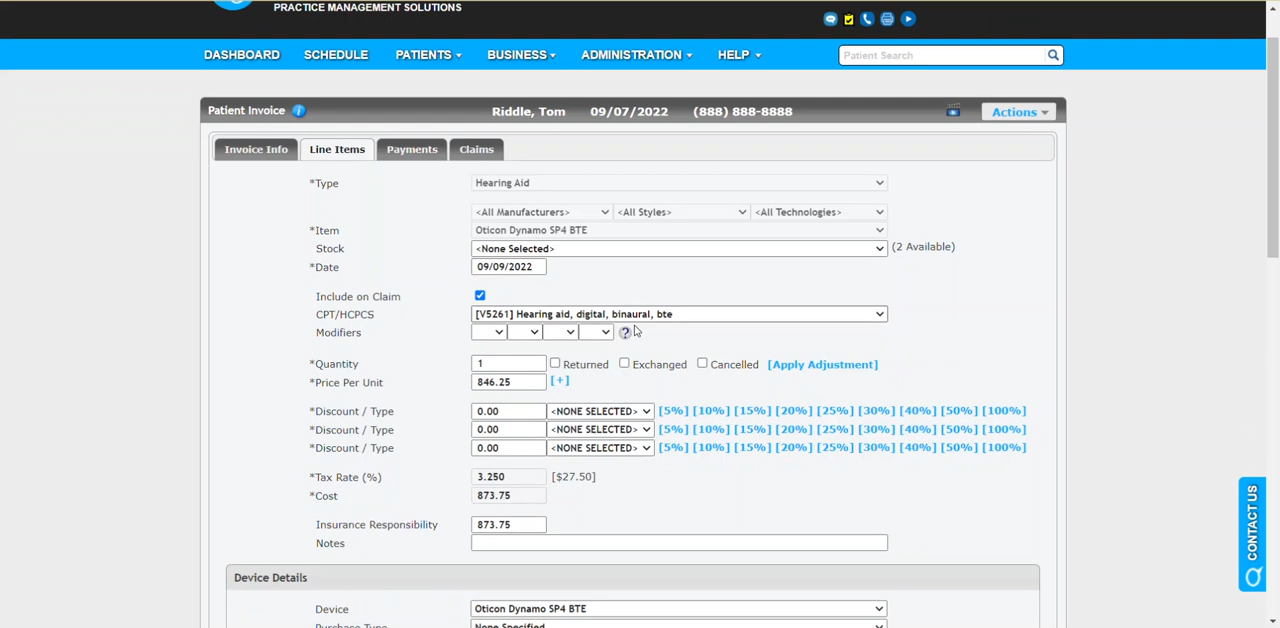 PRACTICE MANAGEMENT SOLUTIONS
DASHBOARD SCHEDULE PATIENTS BUSINESS ADMINISTRATION HELP Patient Search
Patient Invoice Riddle, Tom 09/07/2022 (888) 888-8888 Actions
Invoice Info Line Items Payments Claims
*Type Hearing Aid
<All Manufacturers> <All Styles> <All Technologies>
*Item Oticon Dynamo SP4 BTE
Stock <None Selected> (2 Available)
*Date 09/09/2022
Include on Claim
CPT/HCPCS [V5261] Hearing aid, digital, binaural, bte
Modifiers ?
*Quantity 1 Returned Exchanged Cancelled [Apply Adjustment]
*Price Per Unit 846.25 [+]
*Discount / Type 0.00 <NONE SELECTED> [5%] [10%] [15%] [20%] [25%] [30%] [40%] [50%] [100%]
*Discount / Type 0.00 <NONE SELECTED> [5%] [10%] [15%] [20%] [25%] [30%] [40%] [50%] [100%]
*Discount / Type 0.00 <NONE SELECTED> [5%] [10%] [15%] [20%] [25%] [30%] [40%] [50%] [100%]
*Tax Rate (%) 3.250 [$27.50]
*Cost 873.75
Insurance Responsibility 873.75
Notes
Device Details
Device Oticon Dynamo SP4 BTE
Purchase Type None Specified
CONTACT US